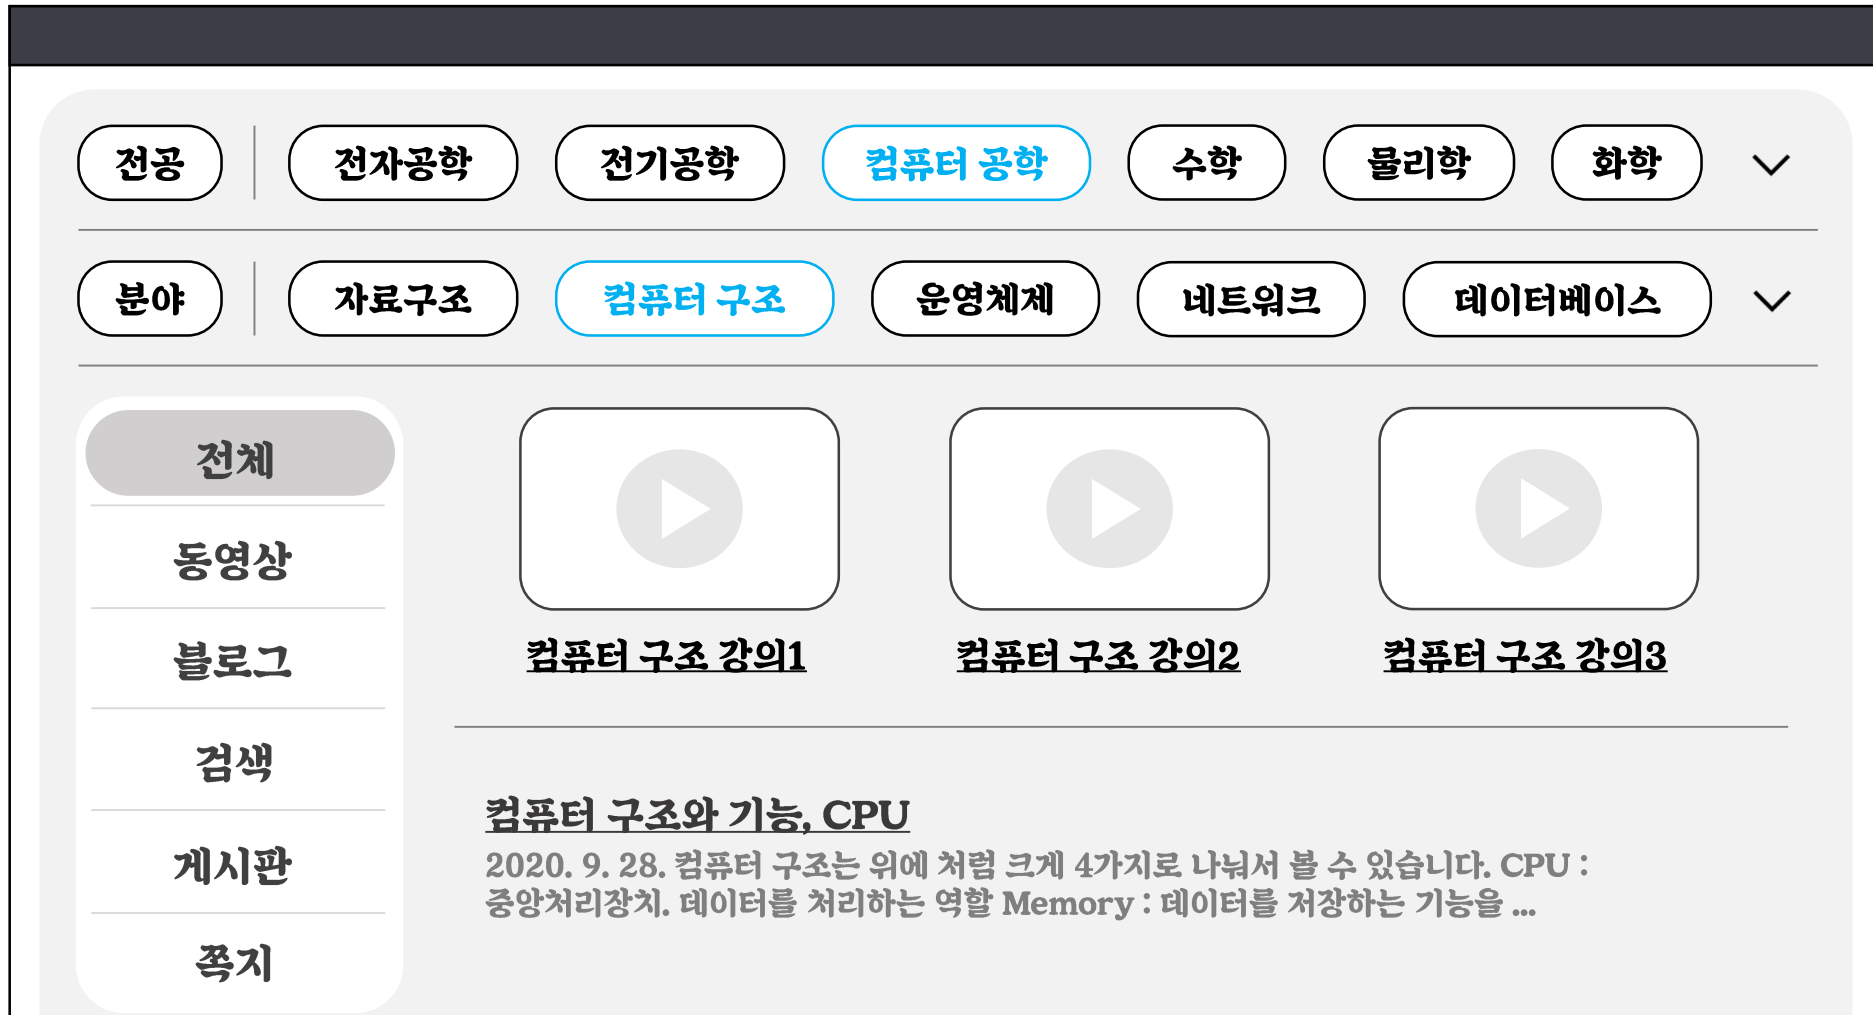 전공 전자공학 전기공학 컴퓨터 공학 수학 물리학 화학
분야 자료구조 컴퓨터 구조 운영체제 네트워크 데이터베이스
전체
동영상
블로그
검색
게시판
쪽지
컴퓨터 구조 강의1 컴퓨터 구조 강의2 컴퓨터 구조 강의3
컴퓨터 구조와 기능, CPU
2020. 9. 28. 컴퓨터 구조는 위에 처럼 크게 4가지로 나눠서 볼 수 있습니다. CPU :
중앙처리장치. 데이터를 처리하는 역할 Memory : 데이터를 저장하는 기능을 ...